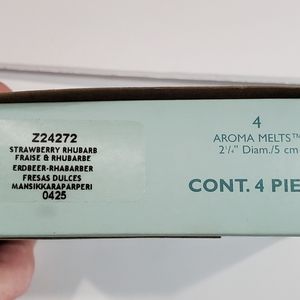 Z24272
STRAWBERRY RHUBARB
FRAISE & RHUBARBE
ERDBEER-RHABARBER
FRESAS DULCES
MANSIKKARAPARPERI
0425
4
AROMA MELTS™
2¼" Diam./5 cm
CONT. 4 PIE